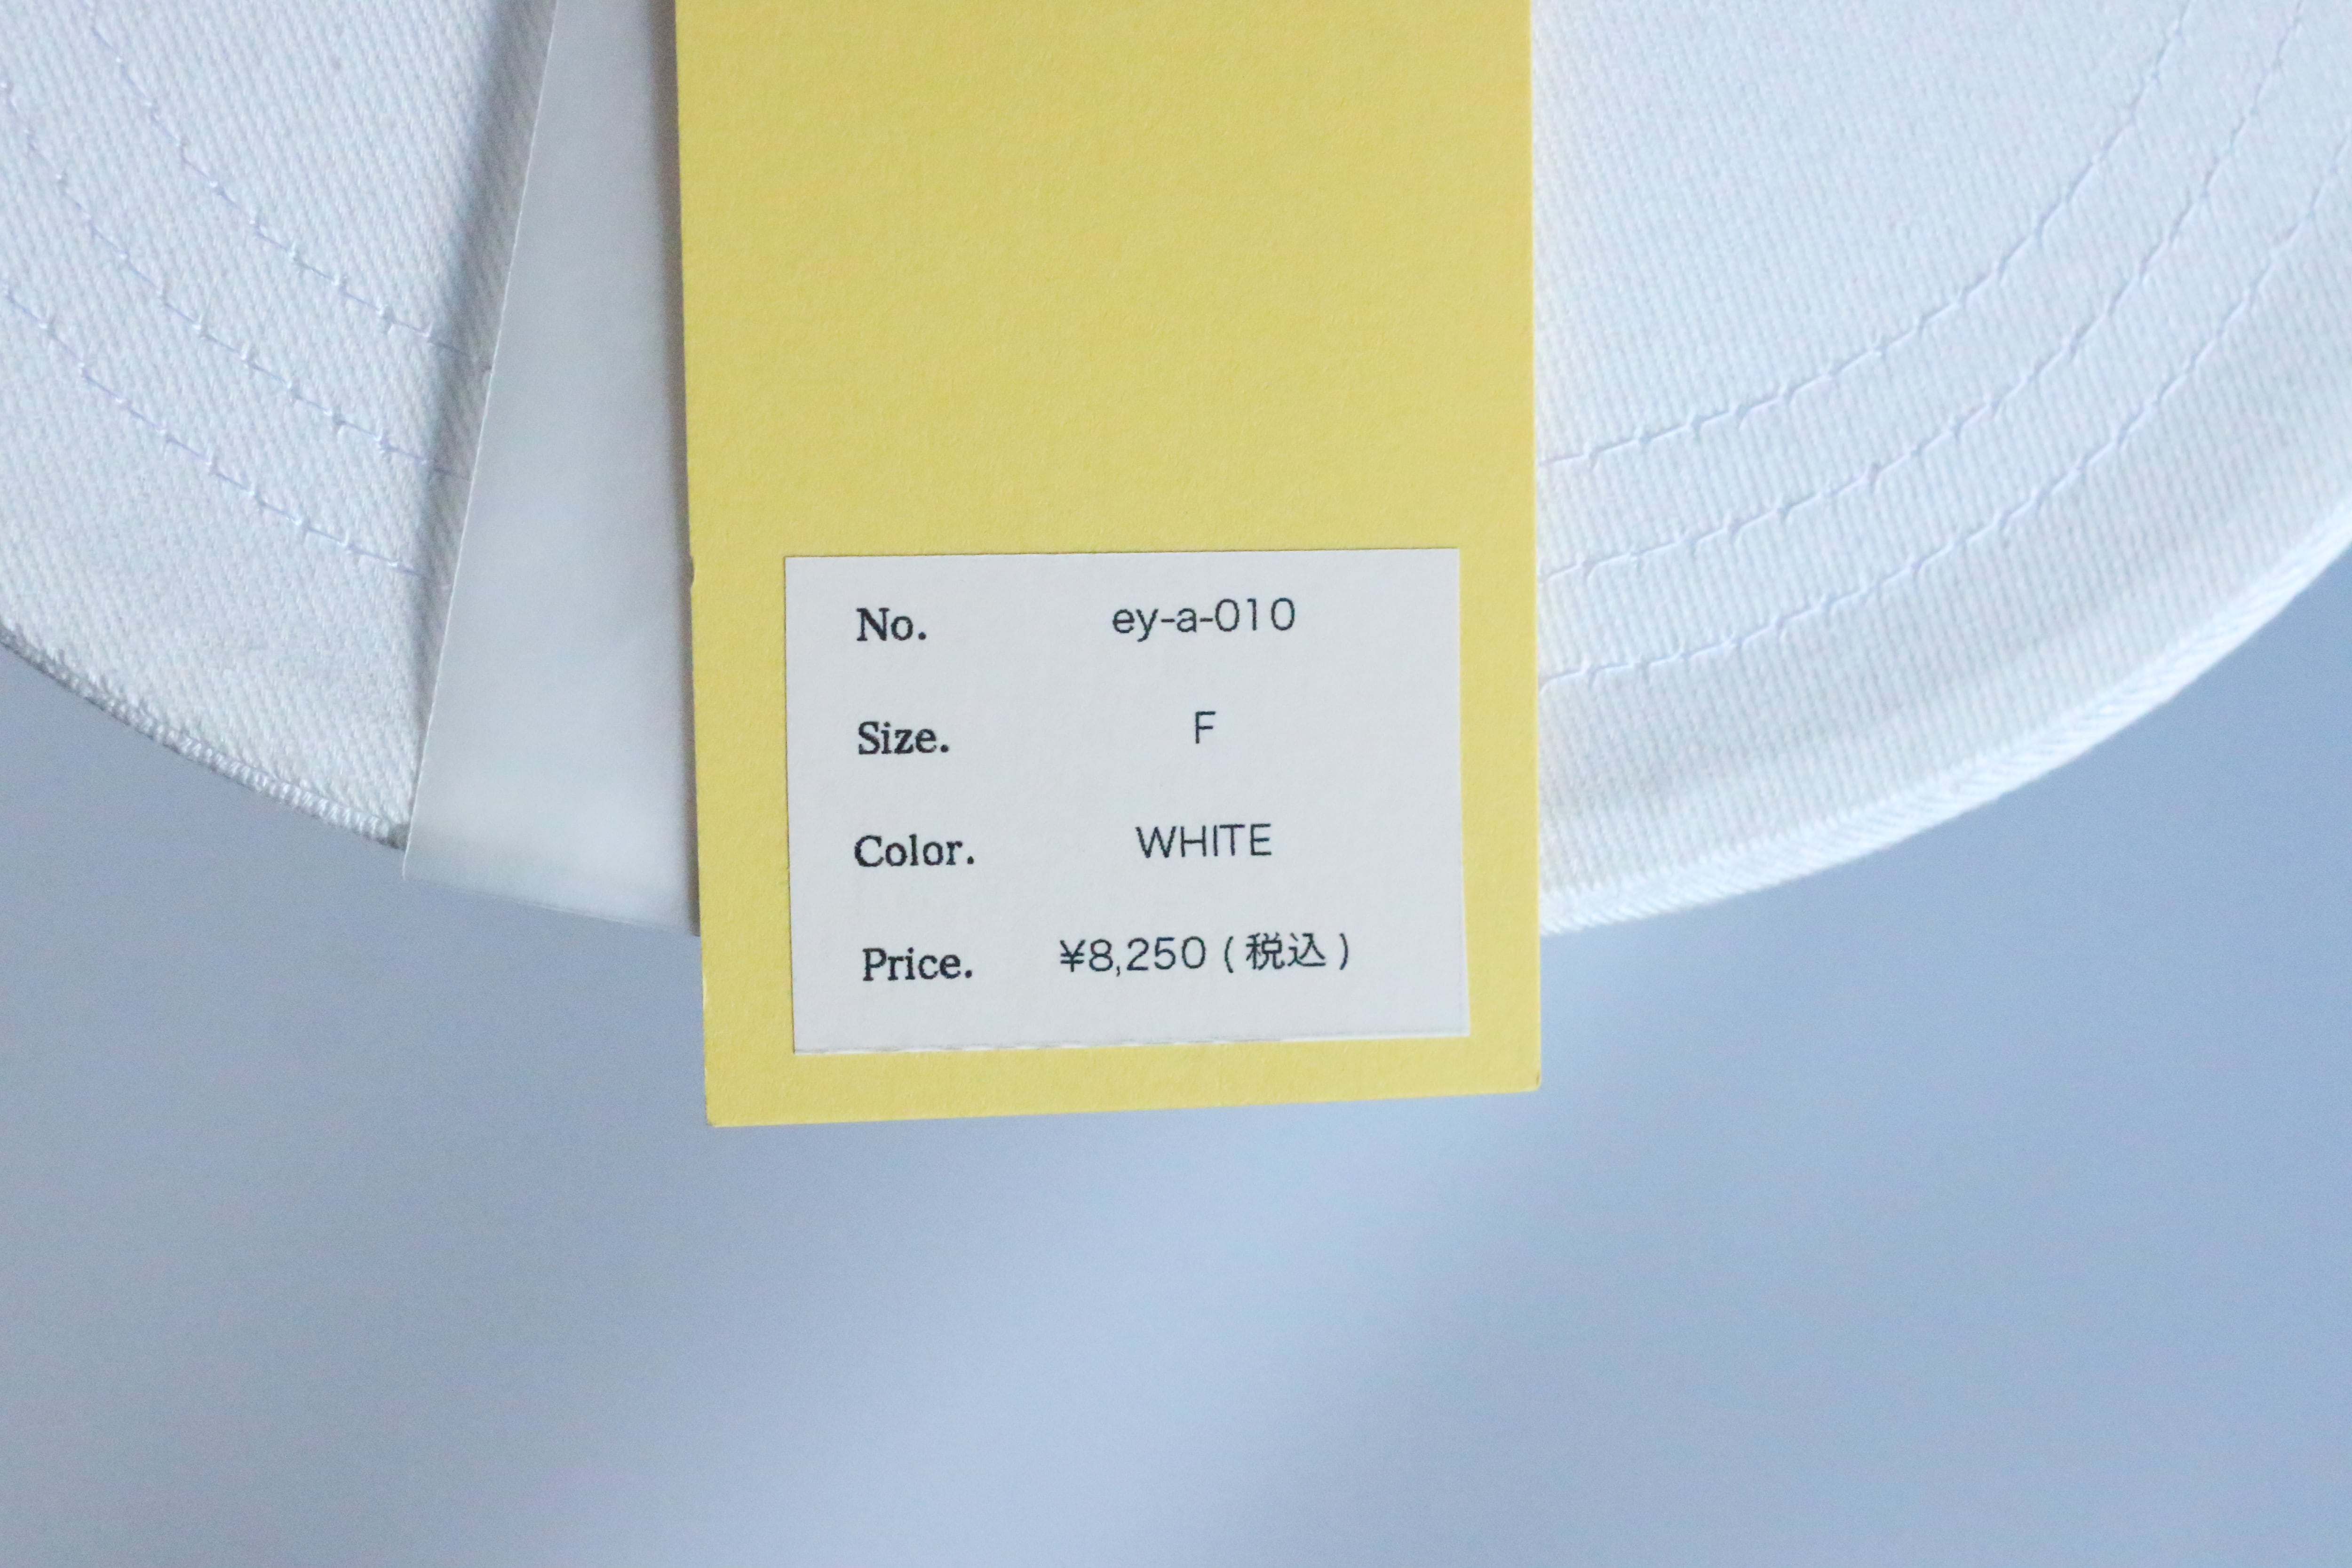 No. ey-a-010
Size. F
Color. WHITE
Price. ¥8,250 ( 税込 )